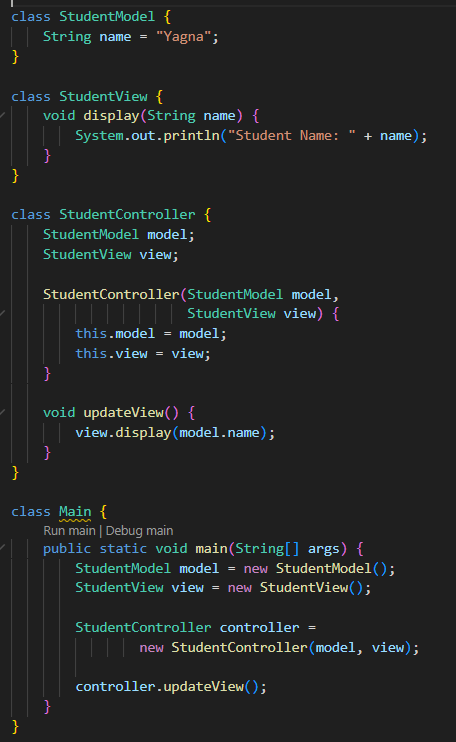 class StudentModel {
    String name = "Yagna";
}

class StudentView {
    void display(String name) {
        System.out.println("Student Name: " + name);
    }
}

class StudentController {
    StudentModel model;
    StudentView view;

    StudentController(StudentModel model,
                      StudentView view) {
        this.model = model;
        this.view = view;
    }

    void updateView() {
        view.display(model.name);
    }
}

class Main {
    Run main | Debug main
    public static void main(String[] args) {
        StudentModel model = new StudentModel();
        StudentView view = new StudentView();

        StudentController controller =
                new StudentController(model, view);

        controller.updateView();
    }
}